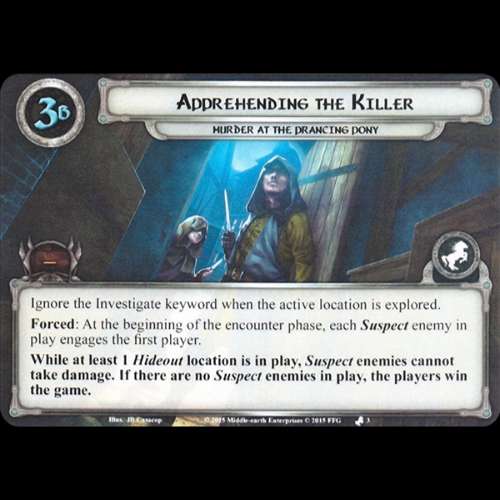 3B
APPREHENDING THE KILLER
MURDER AT THE PRANCING PONY
Ignore the Investigate keyword when the active location is explored.
Forced: At the beginning of the encounter phase, each Suspect enemy in
play engages the first player.
While at least 1 Hideout location is in play, Suspect enemies cannot
take damage. If there are no Suspect enemies in play, the players win
the game.
Illus. JB Casacop
© 2015 Middle-earth Enterprises © 2015 FFG
3